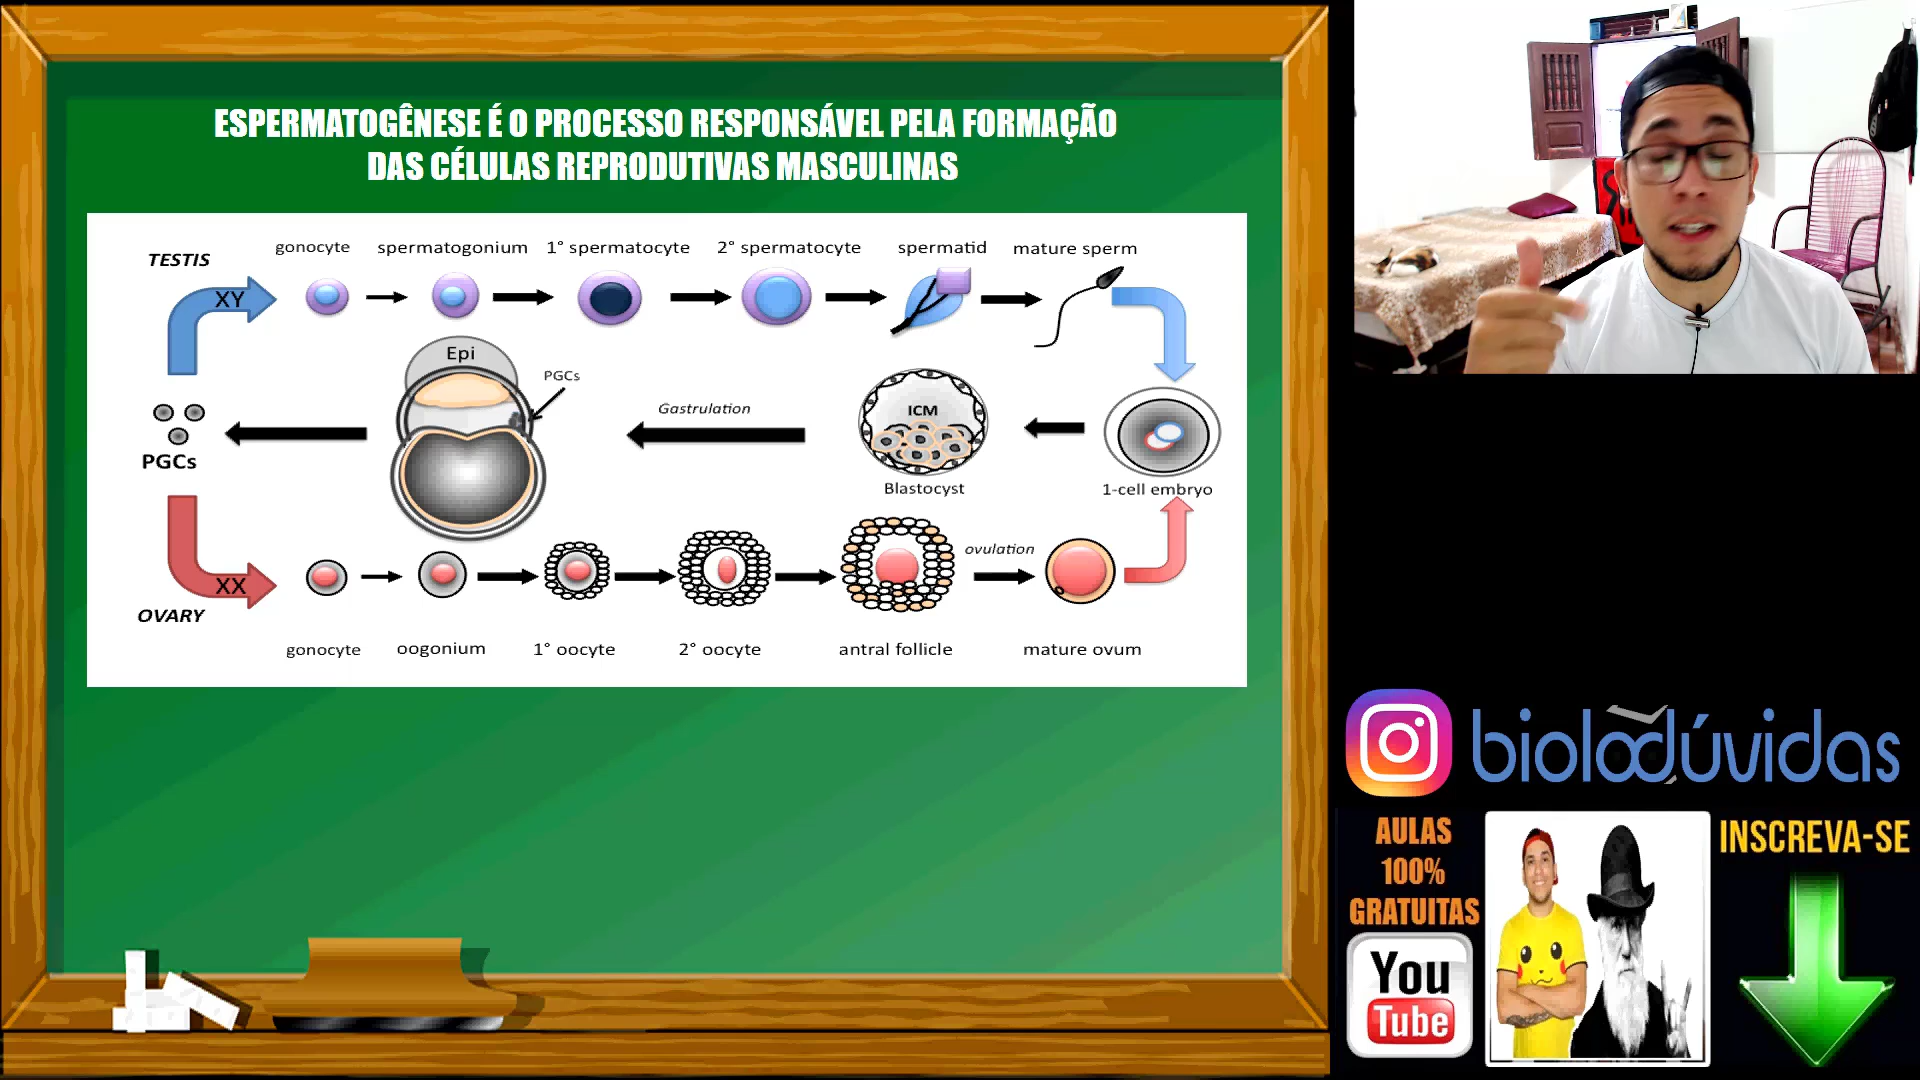 ESPERMATOGÊNESE É O PROCESSO RESPONSÁVEL PELA FORMAÇÃO
DAS CÉLULAS REPRODUTIVAS MASCULINAS
TESTIS
gonocyte
spermatogonium
1° spermatocyte
2° spermatocyte
spermatid
mature sperm
XY
Epi
PGCs
Gastrulation
ICM
PGCs
Blastocyst
1-cell embryo
ovulation
XX
OVARY
gonocyte
oogonium
1° oocyte
2° oocyte
antral follicle
mature ovum
biolodúvidas
AULAS
100%
GRATUITAS
INSCREVA-SE
You
Tube